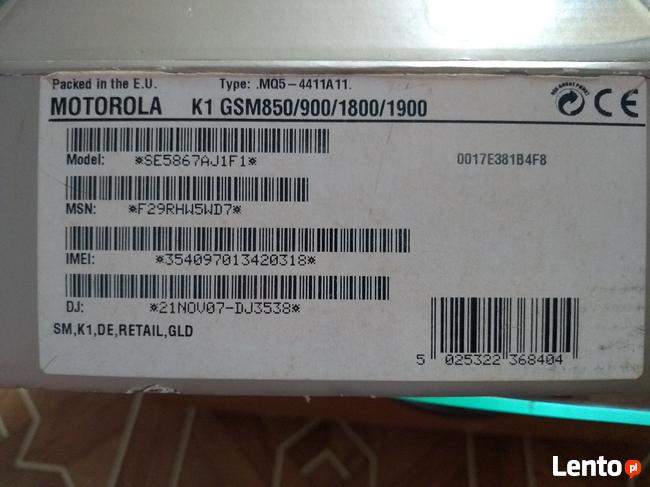 Packed in the E.U. Type: .MQ5-4411A11.
MOTOROLA K1 GSM850/900/1800/1900
Model: *SE5867AJ1F1* 0017E381B4F8
MSN: *F29RHW5WD7*
IMEI: *354097013420318*
DJ: *21NOV07-DJ3538*
SM,K1,DE,RETAIL,GLD
5 025322 368404
Lento pl